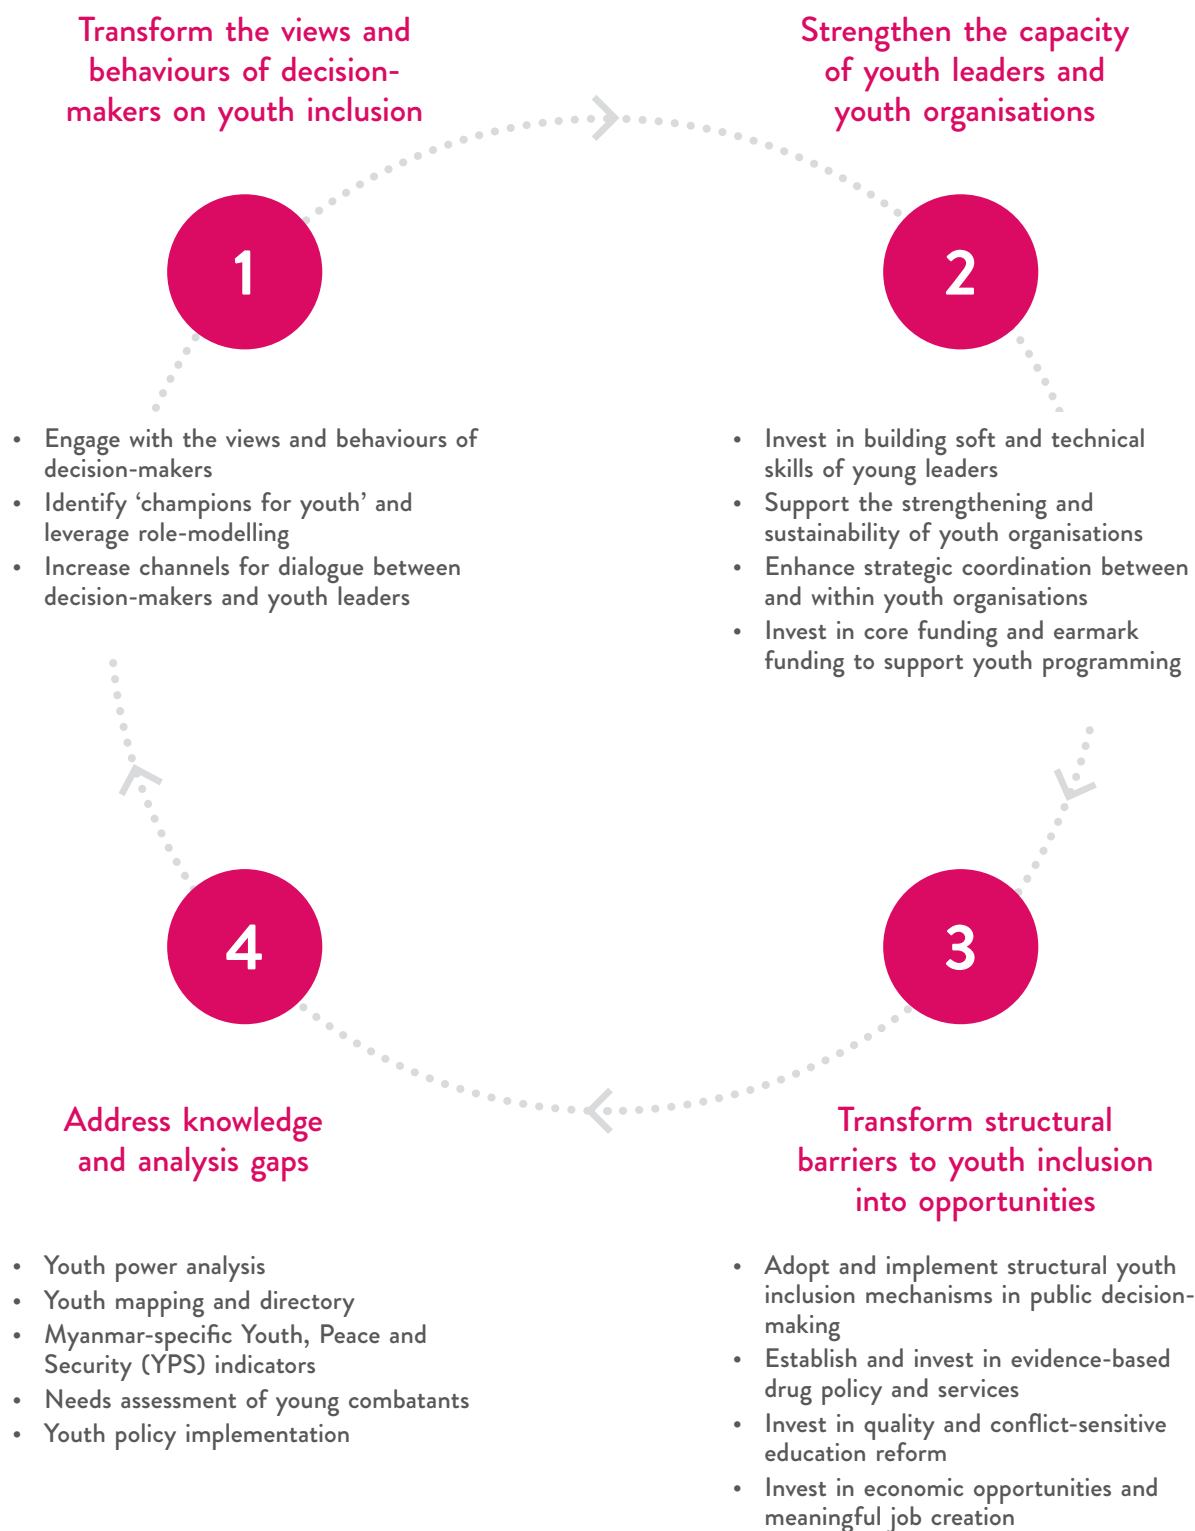 Transform the views and
behaviours of decision-
makers on youth inclusion
1
• Engage with the views and behaviours of
decision-makers
• Identify ‘champions for youth’ and
leverage role-modelling
• Increase channels for dialogue between
decision-makers and youth leaders
Strengthen the capacity
of youth leaders and
youth organisations
2
• Invest in building soft and technical
skills of young leaders
• Support the strengthening and
sustainability of youth organisations
• Enhance strategic coordination between
and within youth organisations
• Invest in core funding and earmark
funding to support youth programming
3
Transform structural
barriers to youth inclusion
into opportunities
• Adopt and implement structural youth
inclusion mechanisms in public decision-
making
• Establish and invest in evidence-based
drug policy and services
• Invest in quality and conflict-sensitive
education reform
• Invest in economic opportunities and
meaningful job creation
4
Address knowledge
and analysis gaps
• Youth power analysis
• Youth mapping and directory
• Myanmar-specific Youth, Peace and
Security (YPS) indicators
• Needs assessment of young combatants
• Youth policy implementation